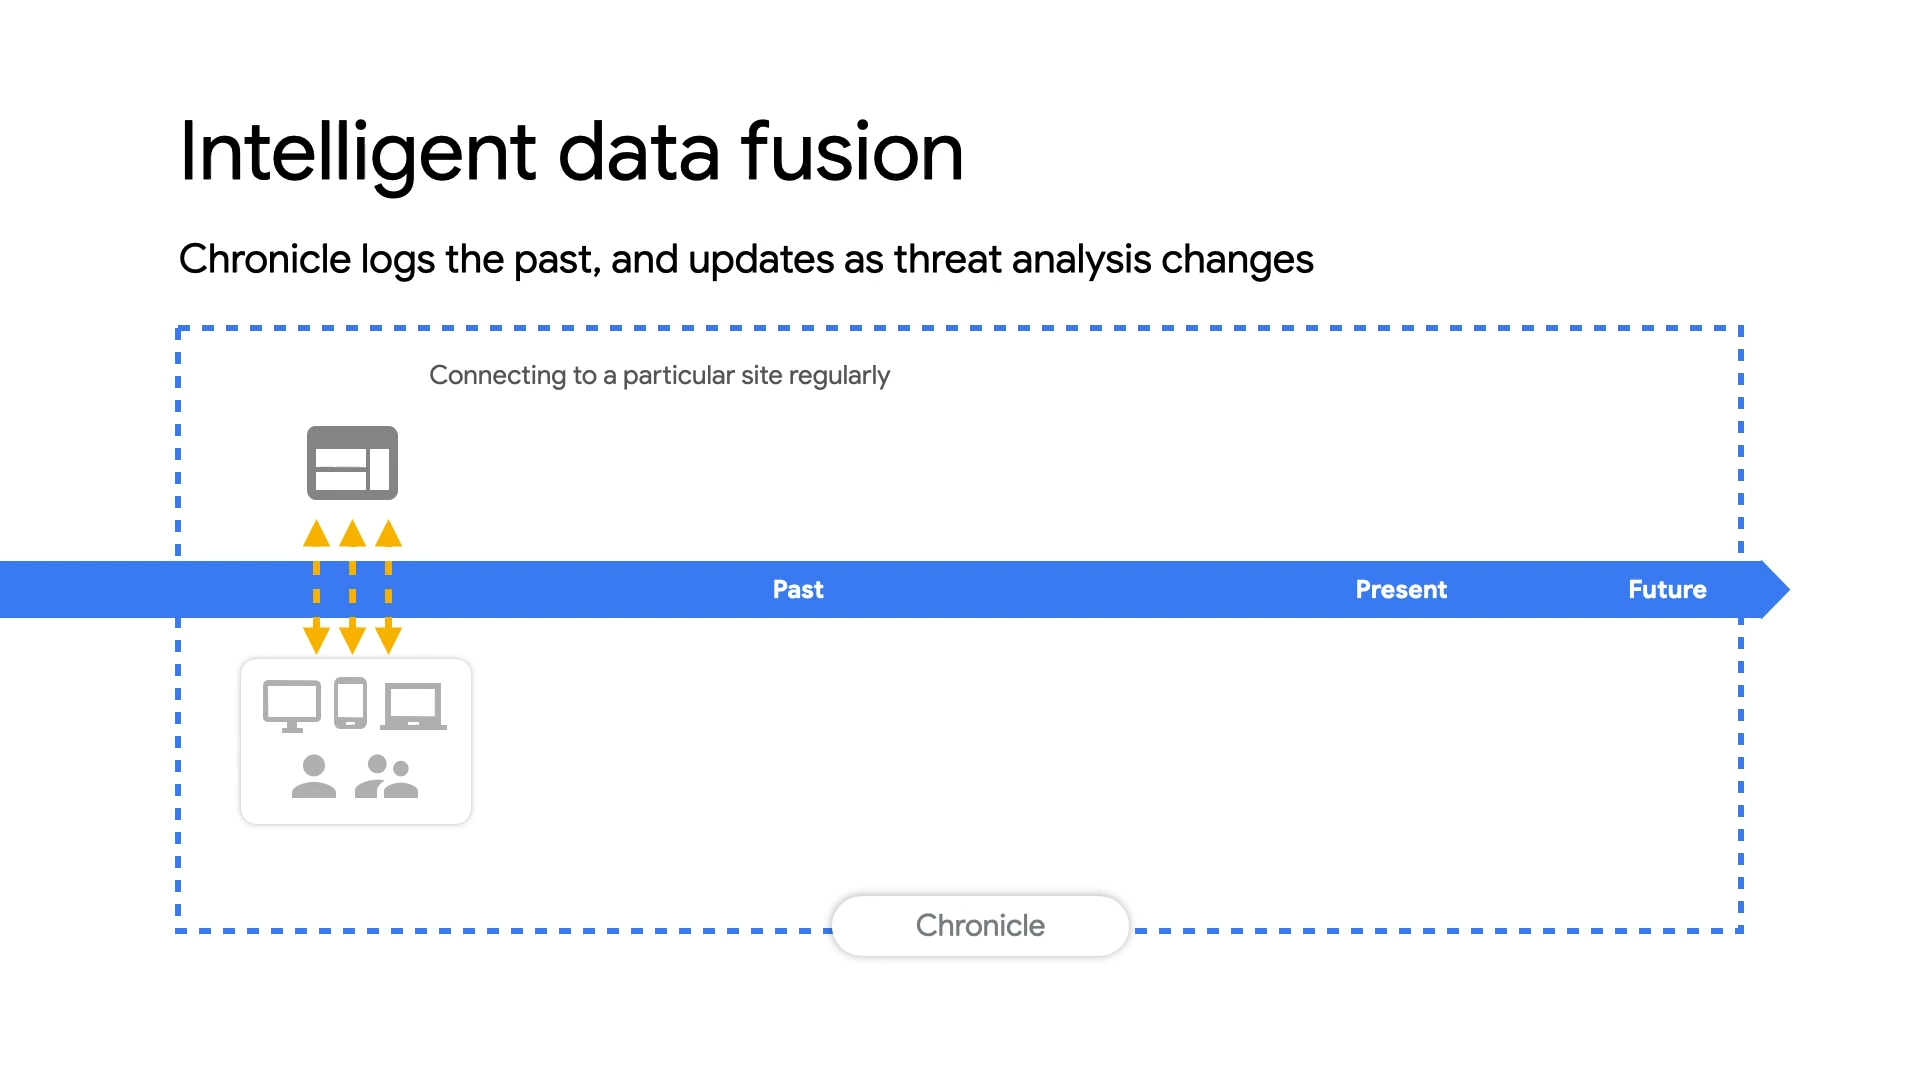 Intelligent data fusion
Chronicle logs the past, and updates as threat analysis changes
Connecting to a particular site regularly
Past
Present
Future
Chronicle